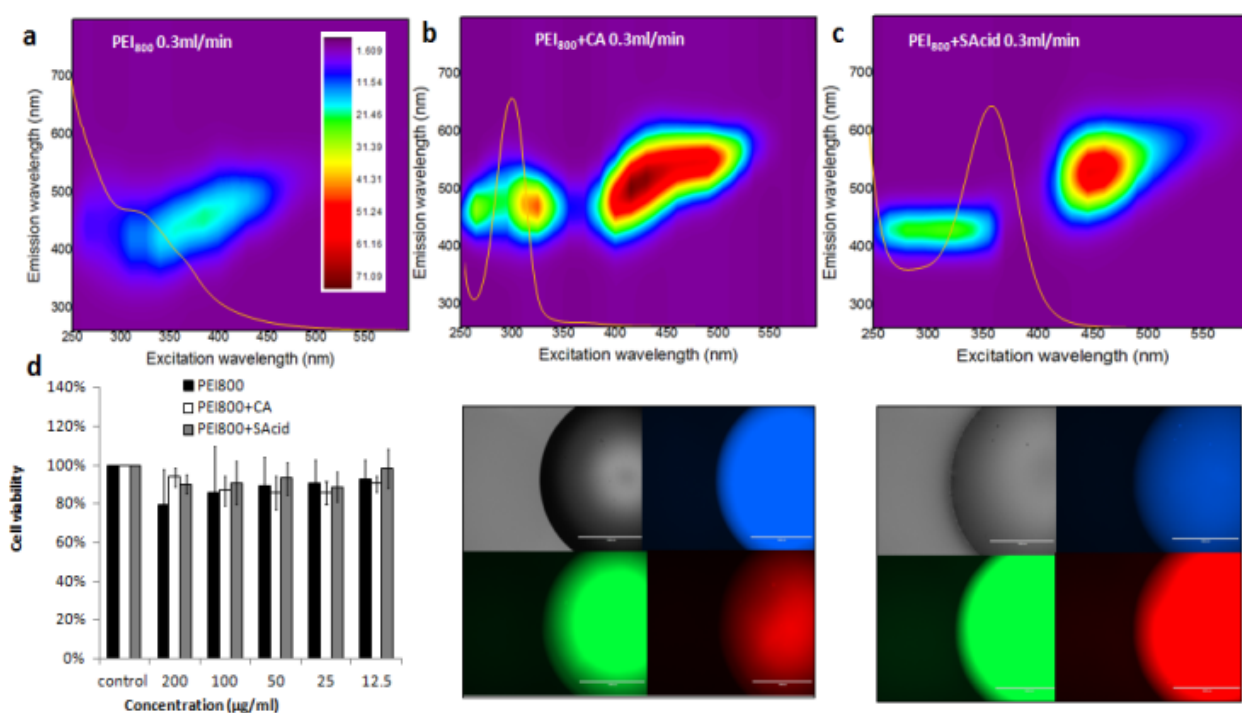 a
PEI800 0.3ml/min
1.609
11.54
21.46
31.39
41.31
51.24
61.16
71.09
Emission wavelength (nm)
700
600
500
400
300
250 300 350 400 450 500 550
Excitation wavelength (nm)
b
PEI800+CA 0.3ml/min
Emission wavelength (nm)
700
600
500
400
300
250 300 350 400 450 500 550
Excitation wavelength (nm)
c
PEI800+SAcid 0.3ml/min
Emission wavelength (nm)
700
600
500
400
300
250 300 350 400 450 500 550
Excitation wavelength (nm)
d
PEI800
PEI800+CA
PEI800+SAcid
Cell viability
140%
120%
100%
80%
60%
40%
20%
0%
control 200 100 50 25 12.5
Concentration (µg/ml)